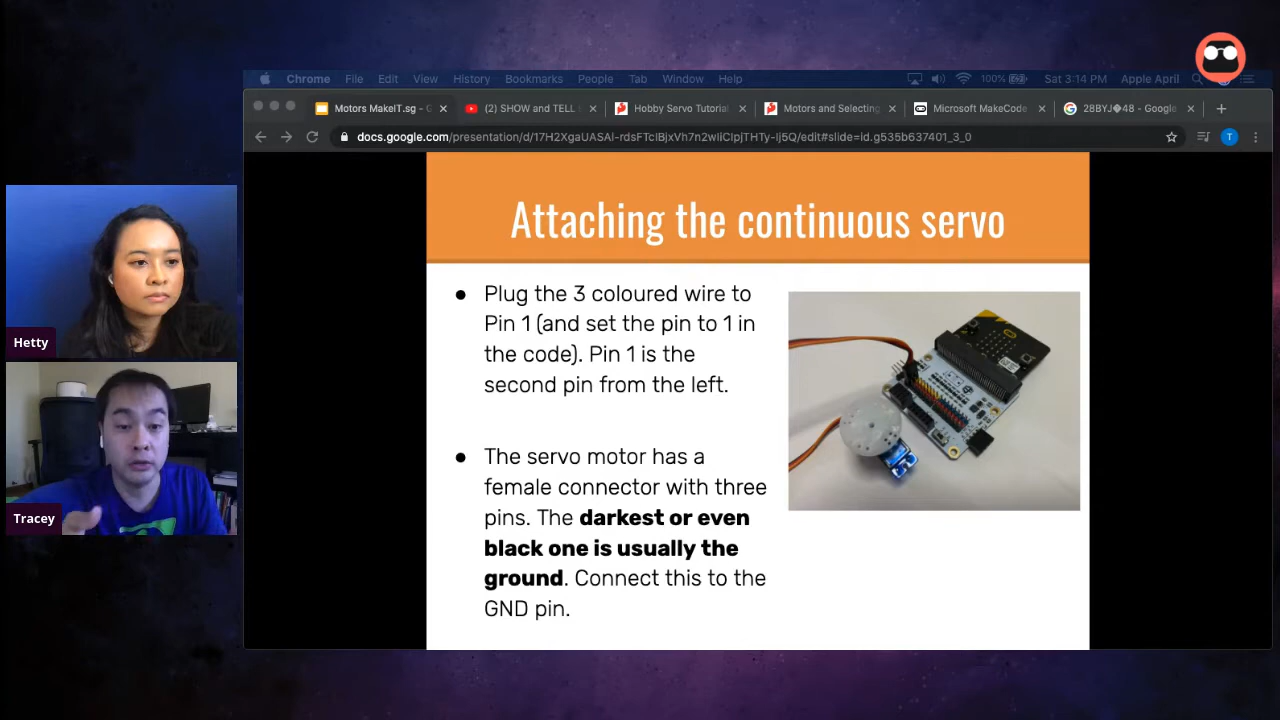 Chrome File Edit View History Bookmarks People Tab Window Help 100% Sat 3:14 PM Apple April
Motors MakeIT.sg - G
(2) SHOW and TELL
Hobby Servo Tutorial
Motors and Selecting
Microsoft MakeCode
28BYJ�48 - Google
docs.google.com/presentation/d/17H2XgaUASAI-rdsFTclBjxVh7n2wIiClpjTHTy-Ij5Q/edit#slide=id.g535b637401_3_0
T
Attaching the continuous servo
● Plug the 3 coloured wire to
Pin 1 (and set the pin to 1 in
the code). Pin 1 is the
second pin from the left.
● The servo motor has a
female connector with three
pins. The darkest or even
black one is usually the
ground. Connect this to the
GND pin.
Hetty
Tracey